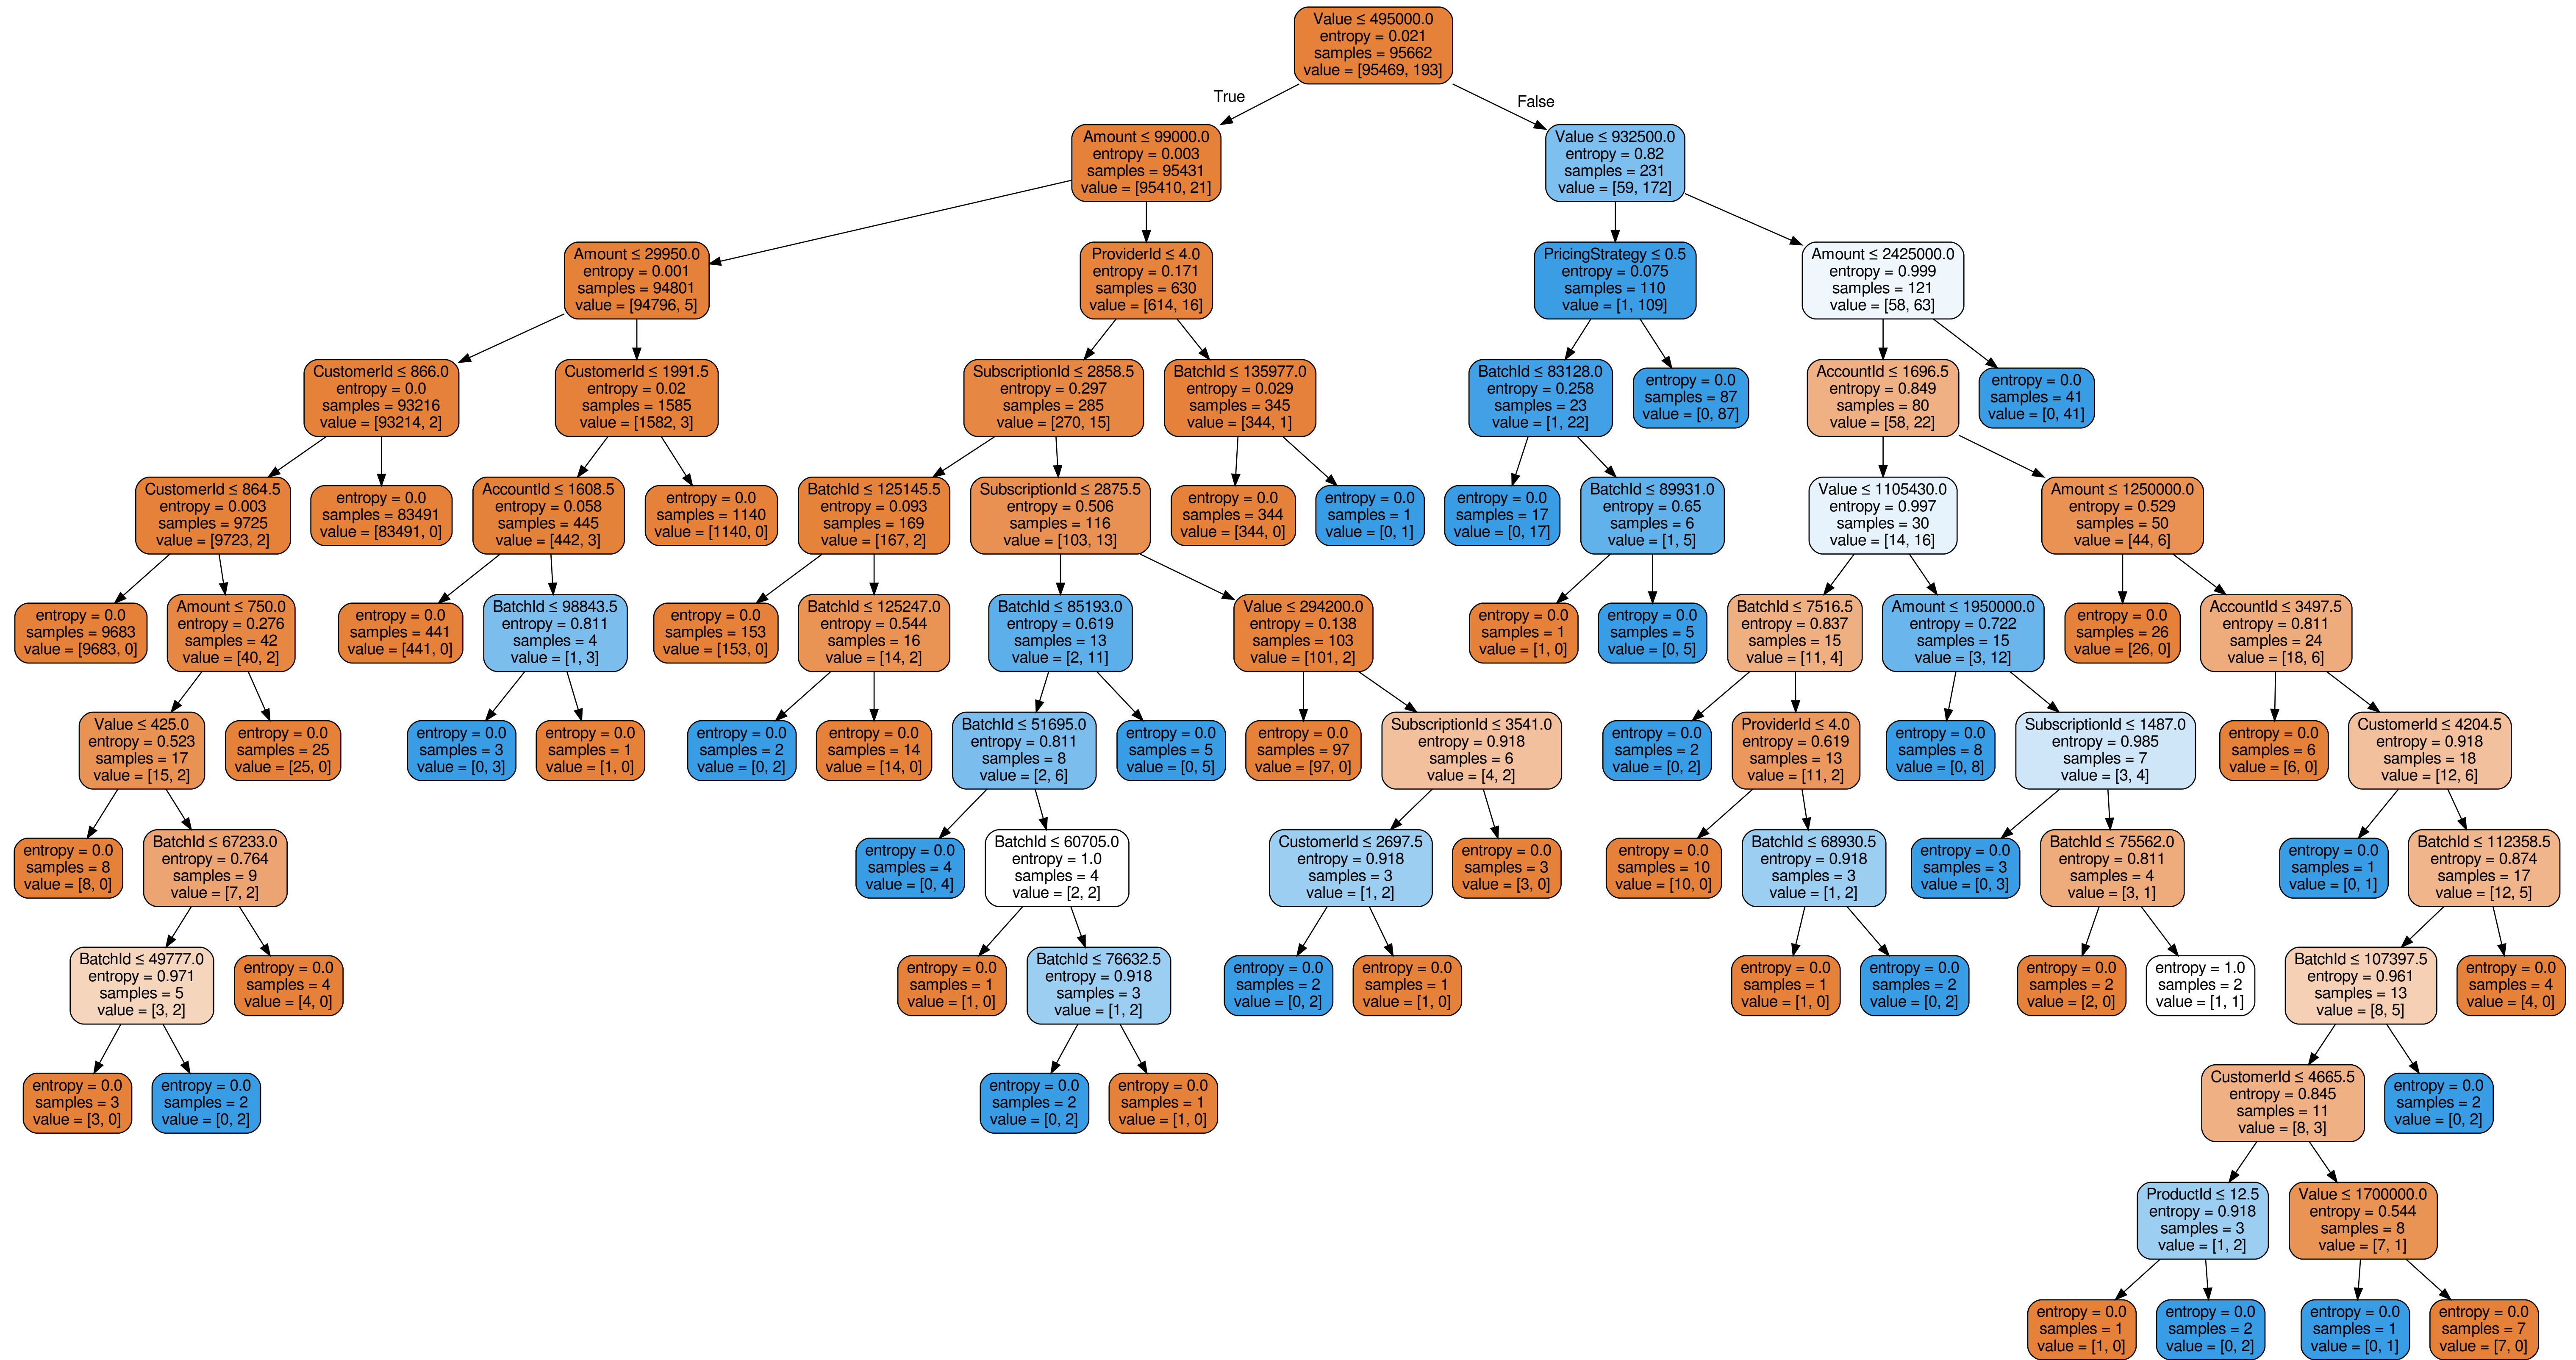 Value ≤ 495000.0
entropy = 0.021
samples = 95662
value = [95469, 193]
True
False
Amount ≤ 99000.0
entropy = 0.003
samples = 95431
value = [95410, 21]
Value ≤ 932500.0
entropy = 0.82
samples = 231
value = [59, 172]
Amount ≤ 29950.0
entropy = 0.001
samples = 94801
value = [94796, 5]
ProviderId ≤ 4.0
entropy = 0.171
samples = 630
value = [614, 16]
PricingStrategy ≤ 0.5
entropy = 0.075
samples = 110
value = [1, 109]
Amount ≤ 2425000.0
entropy = 0.999
samples = 121
value = [58, 63]
CustomerId ≤ 866.0
entropy = 0.0
samples = 93216
value = [93214, 2]
CustomerId ≤ 1991.5
entropy = 0.02
samples = 1585
value = [1582, 3]
SubscriptionId ≤ 2858.5
entropy = 0.297
samples = 285
value = [270, 15]
BatchId ≤ 135977.0
entropy = 0.029
samples = 345
value = [344, 1]
BatchId ≤ 83128.0
entropy = 0.258
samples = 23
value = [1, 22]
entropy = 0.0
samples = 87
value = [0, 87]
AccountId ≤ 1696.5
entropy = 0.849
samples = 80
value = [58, 22]
entropy = 0.0
samples = 41
value = [0, 41]
CustomerId ≤ 864.5
entropy = 0.003
samples = 9725
value = [9723, 2]
entropy = 0.0
samples = 83491
value = [83491, 0]
AccountId ≤ 1608.5
entropy = 0.058
samples = 445
value = [442, 3]
entropy = 0.0
samples = 1140
value = [1140, 0]
BatchId ≤ 125145.5
entropy = 0.093
samples = 169
value = [167, 2]
SubscriptionId ≤ 2875.5
entropy = 0.506
samples = 116
value = [103, 13]
entropy = 0.0
samples = 344
value = [344, 0]
entropy = 0.0
samples = 1
value = [0, 1]
entropy = 0.0
samples = 17
value = [0, 17]
BatchId ≤ 89931.0
entropy = 0.65
samples = 6
value = [1, 5]
Value ≤ 1105430.0
entropy = 0.997
samples = 30
value = [14, 16]
Amount ≤ 1250000.0
entropy = 0.529
samples = 50
value = [44, 6]
entropy = 0.0
samples = 9683
value = [9683, 0]
Amount ≤ 750.0
entropy = 0.276
samples = 42
value = [40, 2]
entropy = 0.0
samples = 441
value = [441, 0]
BatchId ≤ 98843.5
entropy = 0.811
samples = 4
value = [1, 3]
entropy = 0.0
samples = 153
value = [153, 0]
BatchId ≤ 125247.0
entropy = 0.544
samples = 16
value = [14, 2]
BatchId ≤ 85193.0
entropy = 0.619
samples = 13
value = [2, 11]
Value ≤ 294200.0
entropy = 0.138
samples = 103
value = [101, 2]
entropy = 0.0
samples = 1
value = [1, 0]
entropy = 0.0
samples = 5
value = [0, 5]
BatchId ≤ 7516.5
entropy = 0.837
samples = 15
value = [11, 4]
Amount ≤ 1950000.0
entropy = 0.722
samples = 15
value = [3, 12]
entropy = 0.0
samples = 26
value = [26, 0]
AccountId ≤ 3497.5
entropy = 0.811
samples = 24
value = [18, 6]
Value ≤ 425.0
entropy = 0.523
samples = 17
value = [15, 2]
entropy = 0.0
samples = 25
value = [25, 0]
entropy = 0.0
samples = 3
value = [0, 3]
entropy = 0.0
samples = 1
value = [1, 0]
entropy = 0.0
samples = 2
value = [0, 2]
entropy = 0.0
samples = 14
value = [14, 0]
BatchId ≤ 51695.0
entropy = 0.811
samples = 8
value = [2, 6]
entropy = 0.0
samples = 5
value = [0, 5]
entropy = 0.0
samples = 97
value = [97, 0]
SubscriptionId ≤ 3541.0
entropy = 0.918
samples = 6
value = [4, 2]
entropy = 0.0
samples = 2
value = [0, 2]
ProviderId ≤ 4.0
entropy = 0.619
samples = 13
value = [11, 2]
entropy = 0.0
samples = 8
value = [0, 8]
SubscriptionId ≤ 1487.0
entropy = 0.985
samples = 7
value = [3, 4]
entropy = 0.0
samples = 6
value = [6, 0]
CustomerId ≤ 4204.5
entropy = 0.918
samples = 18
value = [12, 6]
entropy = 0.0
samples = 8
value = [8, 0]
BatchId ≤ 67233.0
entropy = 0.764
samples = 9
value = [7, 2]
entropy = 0.0
samples = 4
value = [0, 4]
BatchId ≤ 60705.0
entropy = 1.0
samples = 4
value = [2, 2]
CustomerId ≤ 2697.5
entropy = 0.918
samples = 3
value = [1, 2]
entropy = 0.0
samples = 3
value = [3, 0]
entropy = 0.0
samples = 10
value = [10, 0]
BatchId ≤ 68930.5
entropy = 0.918
samples = 3
value = [1, 2]
entropy = 0.0
samples = 3
value = [0, 3]
BatchId ≤ 75562.0
entropy = 0.811
samples = 4
value = [3, 1]
entropy = 0.0
samples = 1
value = [0, 1]
BatchId ≤ 112358.5
entropy = 0.874
samples = 17
value = [12, 5]
BatchId ≤ 49777.0
entropy = 0.971
samples = 5
value = [3, 2]
entropy = 0.0
samples = 4
value = [4, 0]
entropy = 0.0
samples = 1
value = [1, 0]
BatchId ≤ 76632.5
entropy = 0.918
samples = 3
value = [1, 2]
entropy = 0.0
samples = 2
value = [0, 2]
entropy = 0.0
samples = 1
value = [1, 0]
entropy = 0.0
samples = 1
value = [1, 0]
entropy = 0.0
samples = 2
value = [0, 2]
entropy = 0.0
samples = 2
value = [2, 0]
entropy = 1.0
samples = 2
value = [1, 1]
BatchId ≤ 107397.5
entropy = 0.961
samples = 13
value = [8, 5]
entropy = 0.0
samples = 4
value = [4, 0]
entropy = 0.0
samples = 3
value = [3, 0]
entropy = 0.0
samples = 2
value = [0, 2]
entropy = 0.0
samples = 2
value = [0, 2]
entropy = 0.0
samples = 1
value = [1, 0]
CustomerId ≤ 4665.5
entropy = 0.845
samples = 11
value = [8, 3]
entropy = 0.0
samples = 2
value = [0, 2]
ProductId ≤ 12.5
entropy = 0.918
samples = 3
value = [1, 2]
Value ≤ 1700000.0
entropy = 0.544
samples = 8
value = [7, 1]
entropy = 0.0
samples = 1
value = [1, 0]
entropy = 0.0
samples = 2
value = [0, 2]
entropy = 0.0
samples = 1
value = [0, 1]
entropy = 0.0
samples = 7
value = [7, 0]